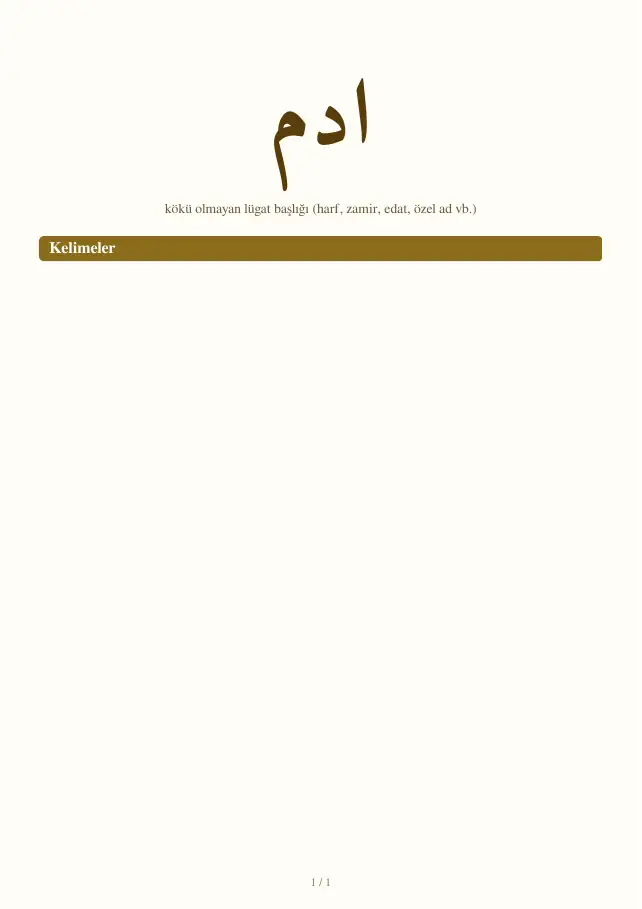 ادم
kökü olmayan lügat başlığı (harf, zamir, edat, özel ad vb.)
Kelimeler
1 / 1